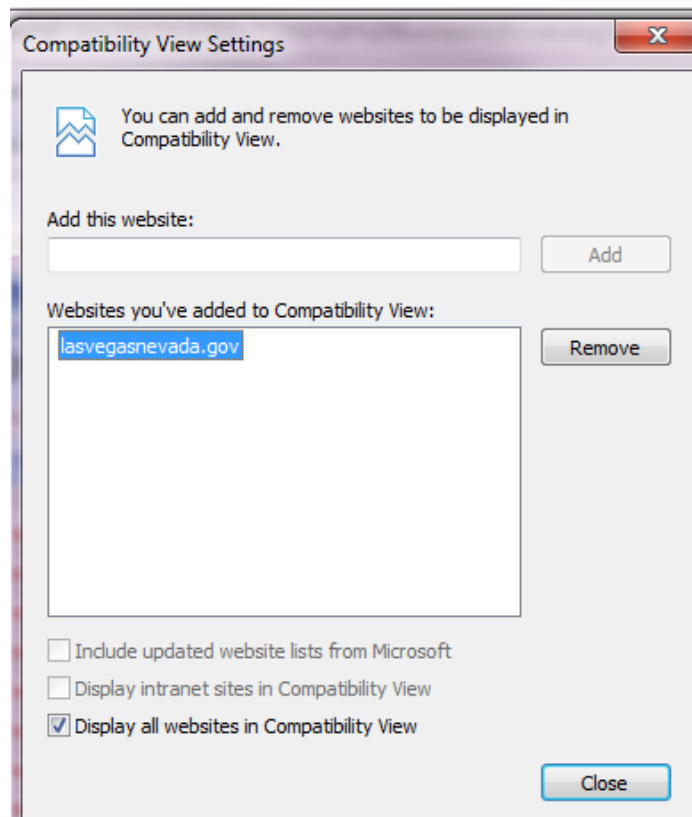 Compatibility View Settings
You can add and remove websites to be displayed in
Compatibility View.
Add this website:
Add
Websites you've added to Compatibility View:
lasvegasnevada.gov
Remove
Include updated website lists from Microsoft
Display intranet sites in Compatibility View
Display all websites in Compatibility View
Close